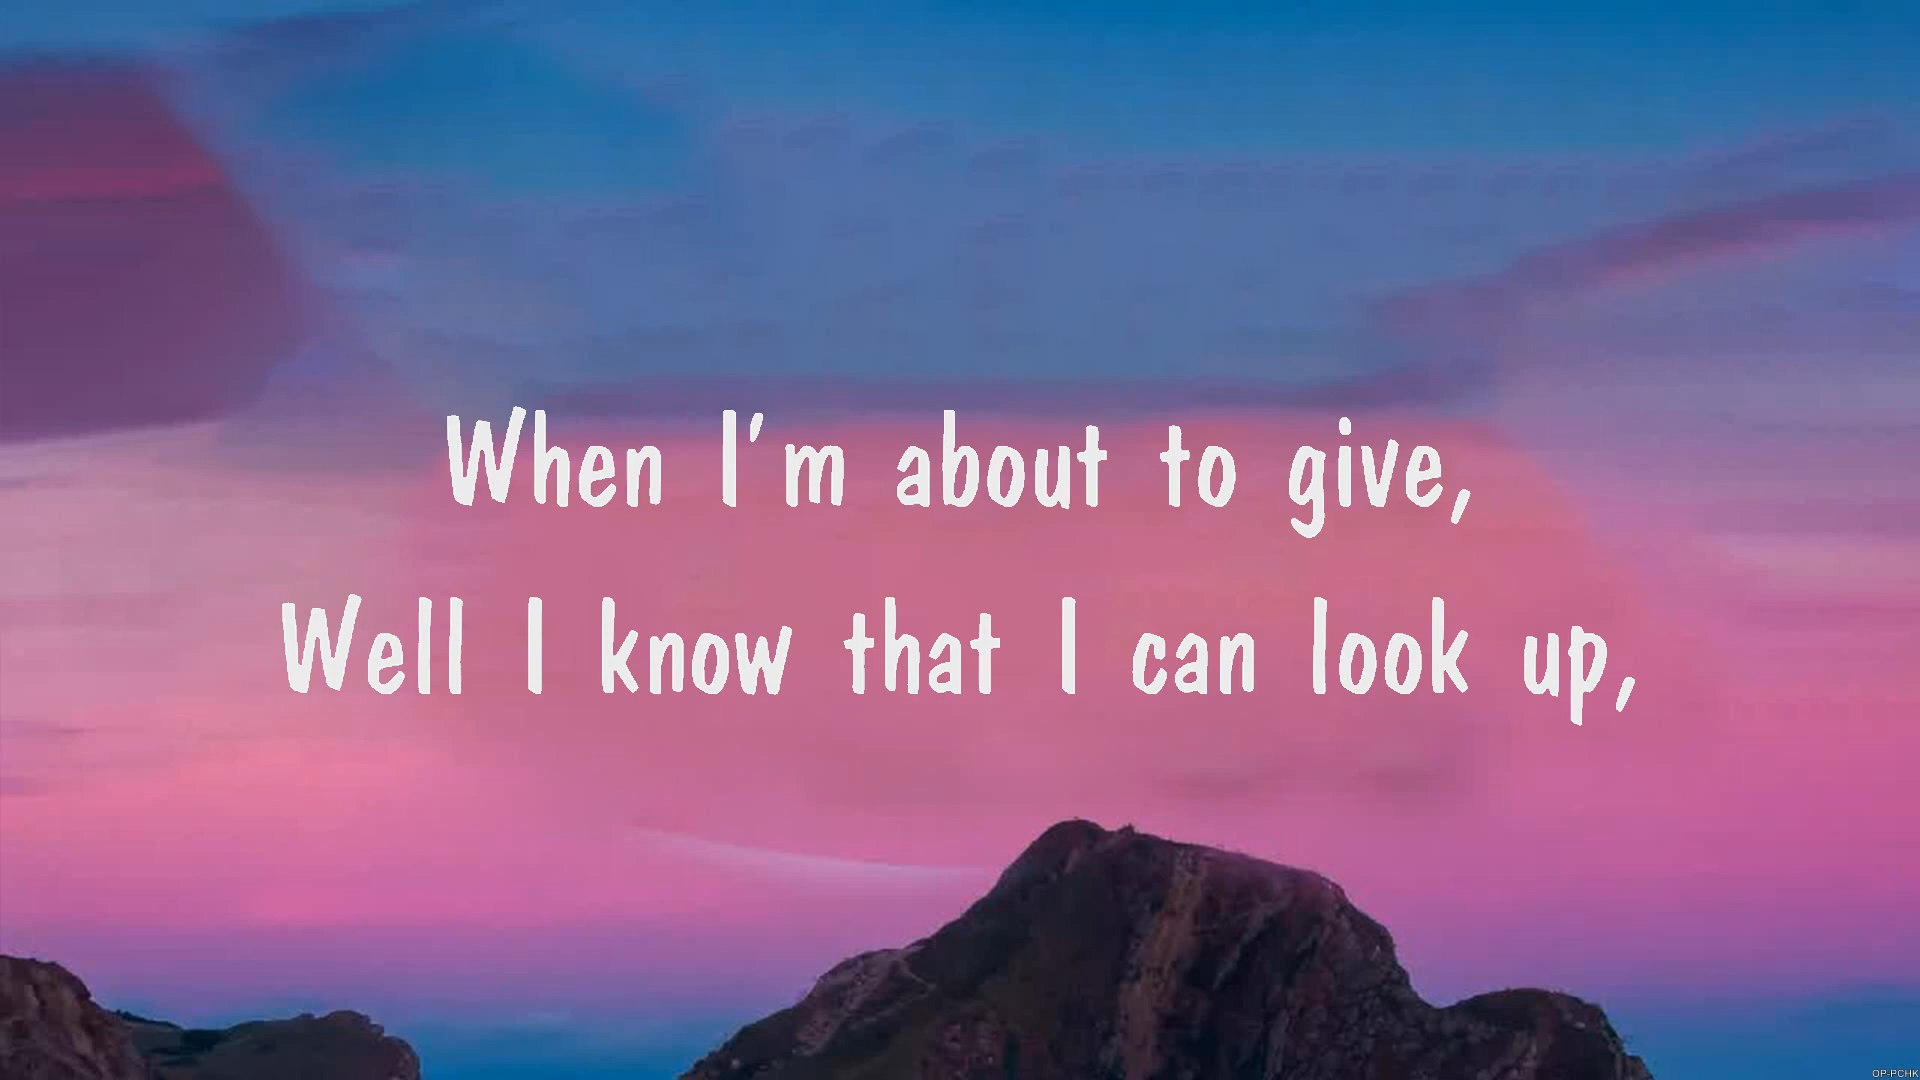 When I'm about to give,
Well I know that I can look up,
OP-PCHK